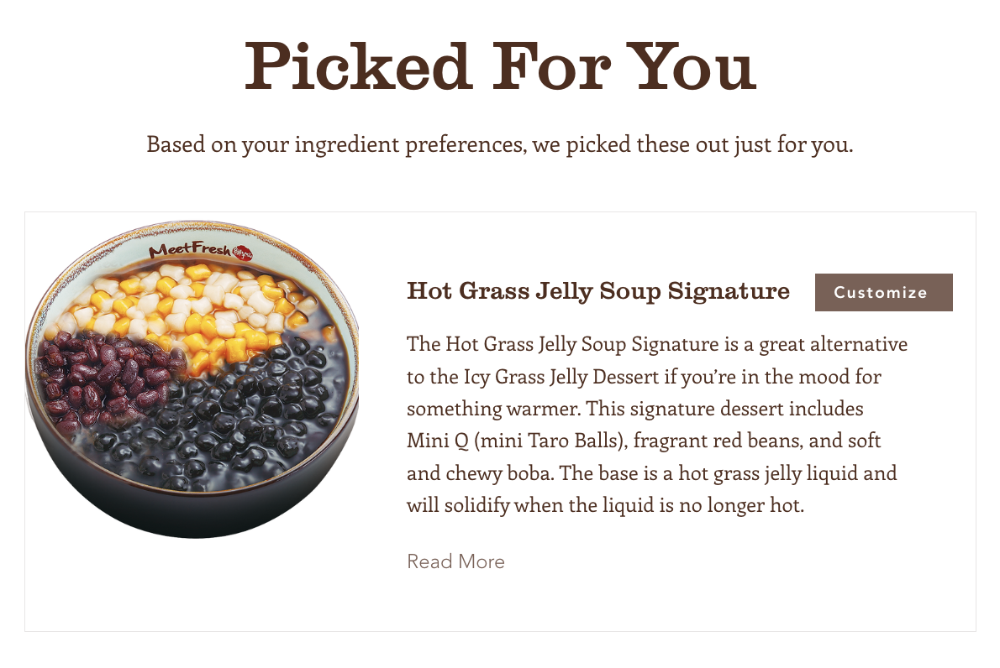 Picked For You
Based on your ingredient preferences, we picked these out just for you.
MeetFresh
Hot Grass Jelly Soup Signature
Customize
The Hot Grass Jelly Soup Signature is a great alternative
to the Icy Grass Jelly Dessert if you’re in the mood for
something warmer. This signature dessert includes
Mini Q (mini Taro Balls), fragrant red beans, and soft
and chewy boba. The base is a hot grass jelly liquid and
will solidify when the liquid is no longer hot.
Read More